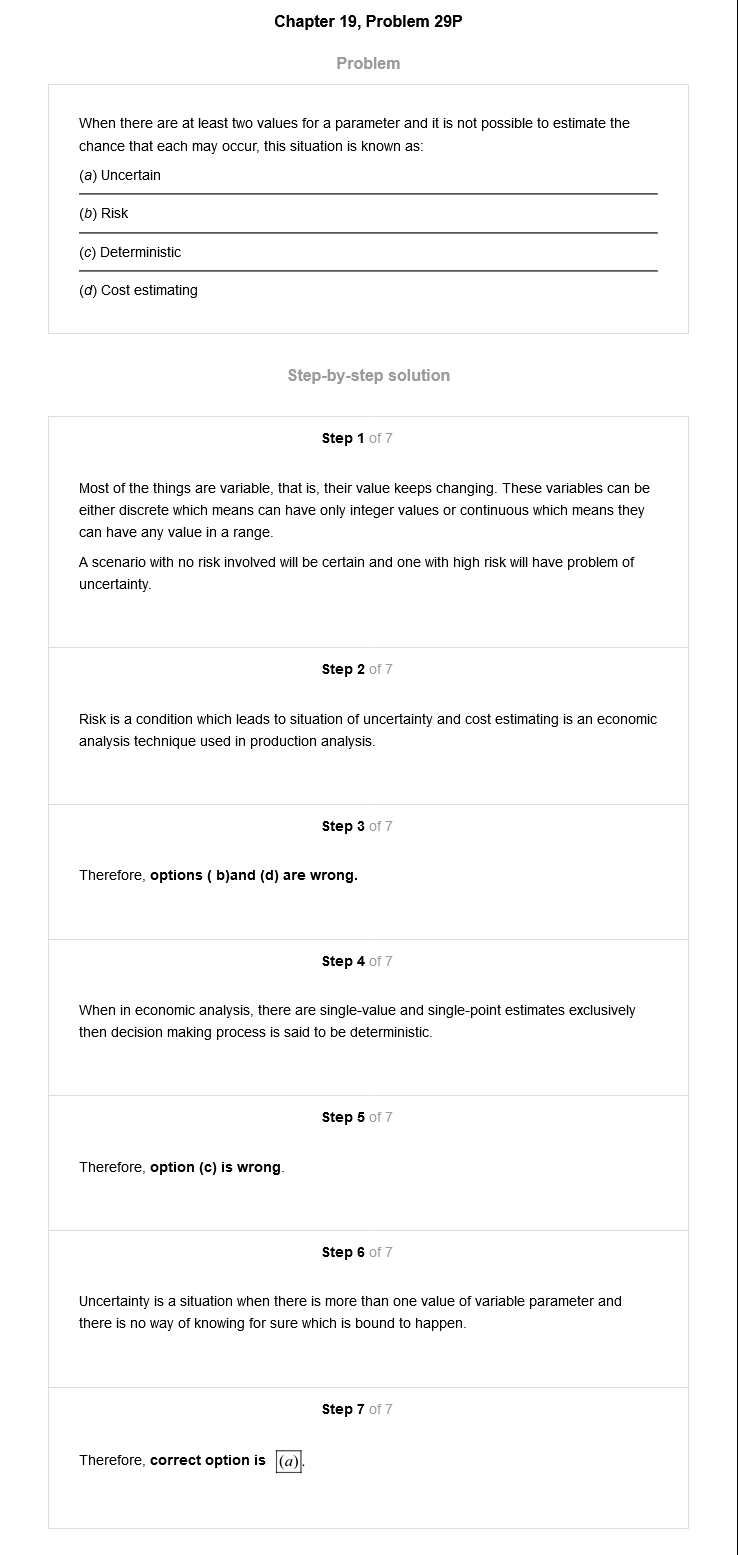 Chapter 19, Problem 29P
Problem
When there are at least two values for a parameter and it is not possible to estimate the
chance that each may occur, this situation is known as:
(a) Uncertain
(b) Risk
(c) Deterministic
(d) Cost estimating
Step-by-step solution
Step 1 of 7
Most of the things are variable, that is, their value keeps changing. These variables can be
either discrete which means can have only integer values or continuous which means they
can have any value in a range.
A scenario with no risk involved will be certain and one with high risk will have problem of
uncertainty.
Step 2 of 7
Risk is a condition which leads to situation of uncertainty and cost estimating is an economic
analysis technique used in production analysis.
Step 3 of 7
Therefore, options ( b)and (d) are wrong.
Step 4 of 7
When in economic analysis, there are single-value and single-point estimates exclusively
then decision making process is said to be deterministic.
Step 5 of 7
Therefore, option (c) is wrong.
Step 6 of 7
Uncertainty is a situation when there is more than one value of variable parameter and
there is no way of knowing for sure which is bound to happen.
Step 7 of 7
Therefore, correct option is (a).